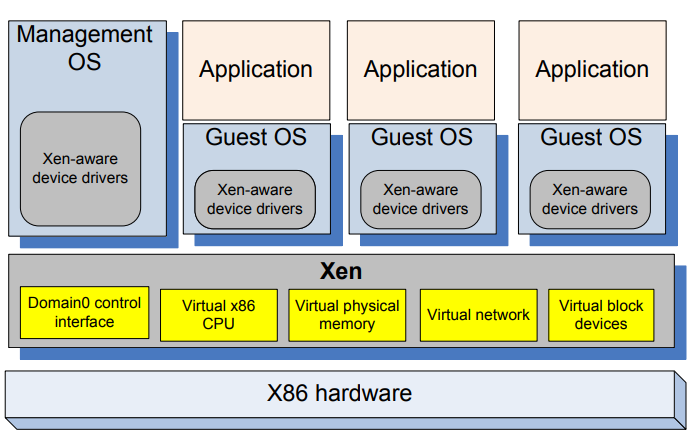 Management
OS
Xen-aware
device drivers
Application
Application
Application
Guest OS
Guest OS
Guest OS
Xen-aware
device drivers
Xen-aware
device drivers
Xen-aware
device drivers
Xen
Domain0 control
interface
Virtual x86
CPU
Virtual physical
memory
Virtual network
Virtual block
devices
X86 hardware